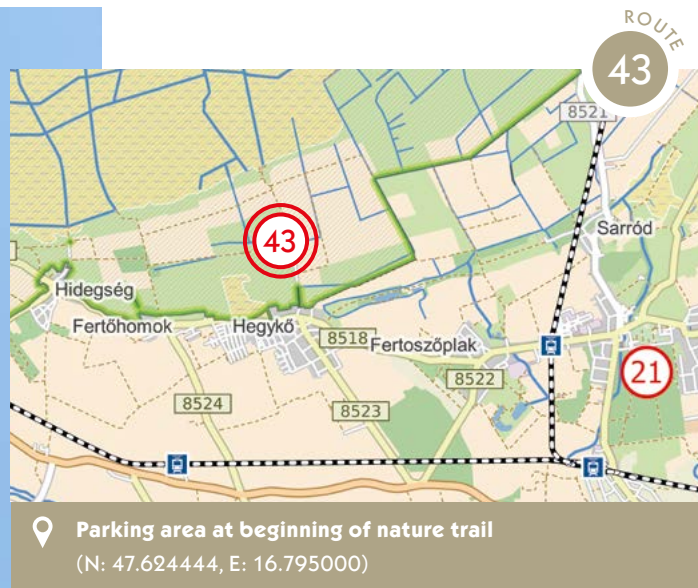 ROUTE
43
8521
43
Sarród
Hidegség
Fertőhomok
Hegykő
8518
Fertoszőplak
21
8522
8524
8523
Parking area at beginning of nature trail
(N: 47.624444, E: 16.795000)